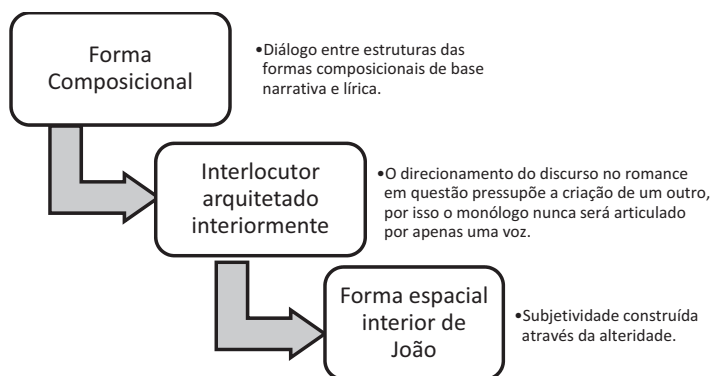 Forma
Composicional
•Diálogo entre estruturas das
formas composicionais de base
narrativa e lírica.
Interlocutor
arquitetado
interiormente
•O direcionamento do discurso no romance
em questão pressupõe a criação de um outro,
por isso o monólogo nunca será articulado
por apenas uma voz.
Forma espacial
interior de
João
•Subjetividade construída
através da alteridade.